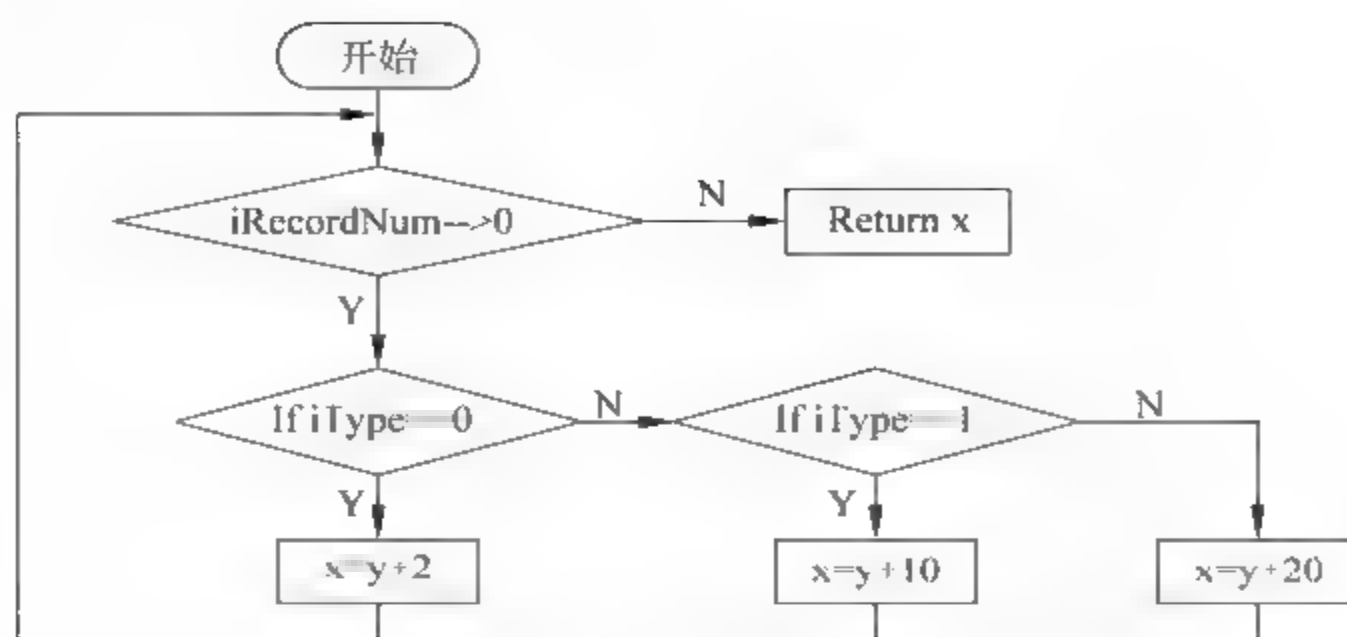 开始
iRecordNum-->0
N
Return x
Y
If iType==0
N
If iType==1
N
Y
Y
x=y+2
x=y+10
x=y+20